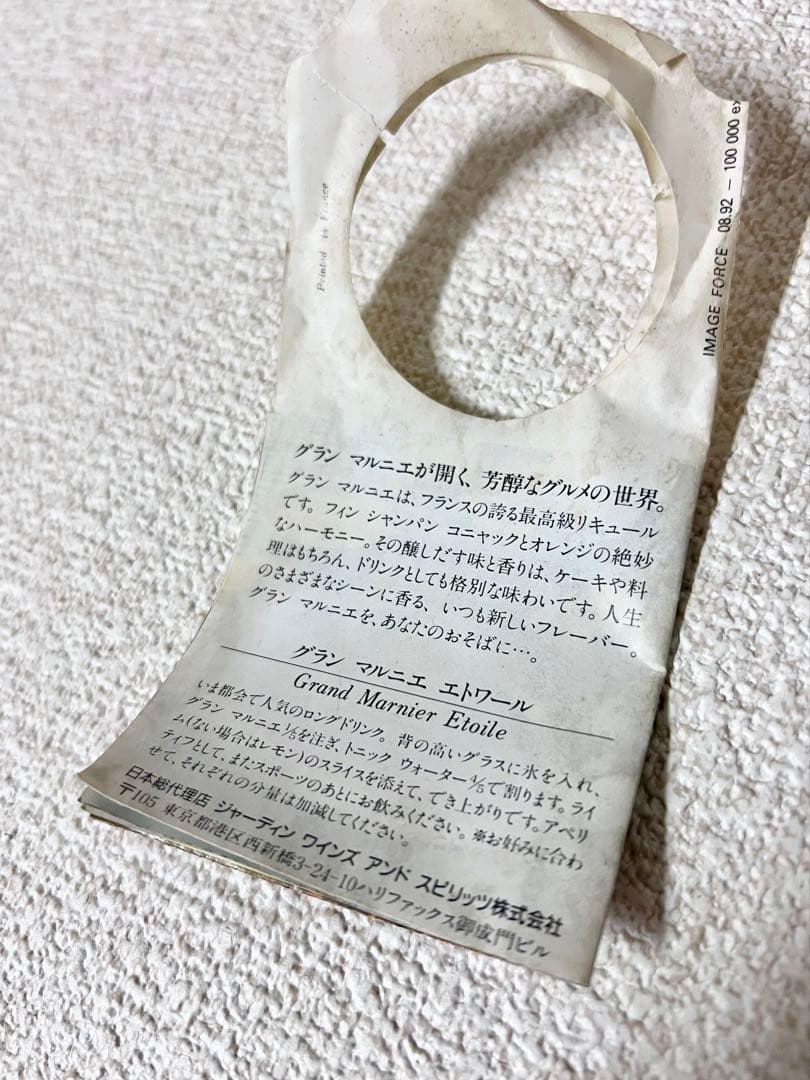 Printed in France
IMAGE FORCE 08.92 – 100 000 ex
グラン マルニエが開く、芳醇なグルメの世界。
グラン マルニエは、フランスの誇る最高級リキュール
です。フィン シャンパン コニャックとオレンジの絶妙
なハーモニー。その醸しだす味と香りは、ケーキや料
理はもちろん、ドリンクとしても格別な味わいです。人生
のさまざまなシーンに香る、いつも新しいフレーバー。
グラン マルニエを、あなたのおそばに…。
グラン マルニエ エトワール
Grand Marnier Etoile
いま都会で人気のロングドリンク。背の高いグラスに氷を入れ、
グラン マルニエ1/5を注ぎ、トニック ウォーター4/5で割ります。ライ
ム(ない場合はレモン)のスライスを添えて、でき上がりです。アペリ
ティフとして、またスポーツのあとにお飲みください。※お好みに合わ
せて、それぞれの分量は加減してください。
日本総代理店 ジャーディン ワインズ アンド スピリッツ株式会社
〒105 東京都港区西新橋3-24-10ハリファックス御成門ビル